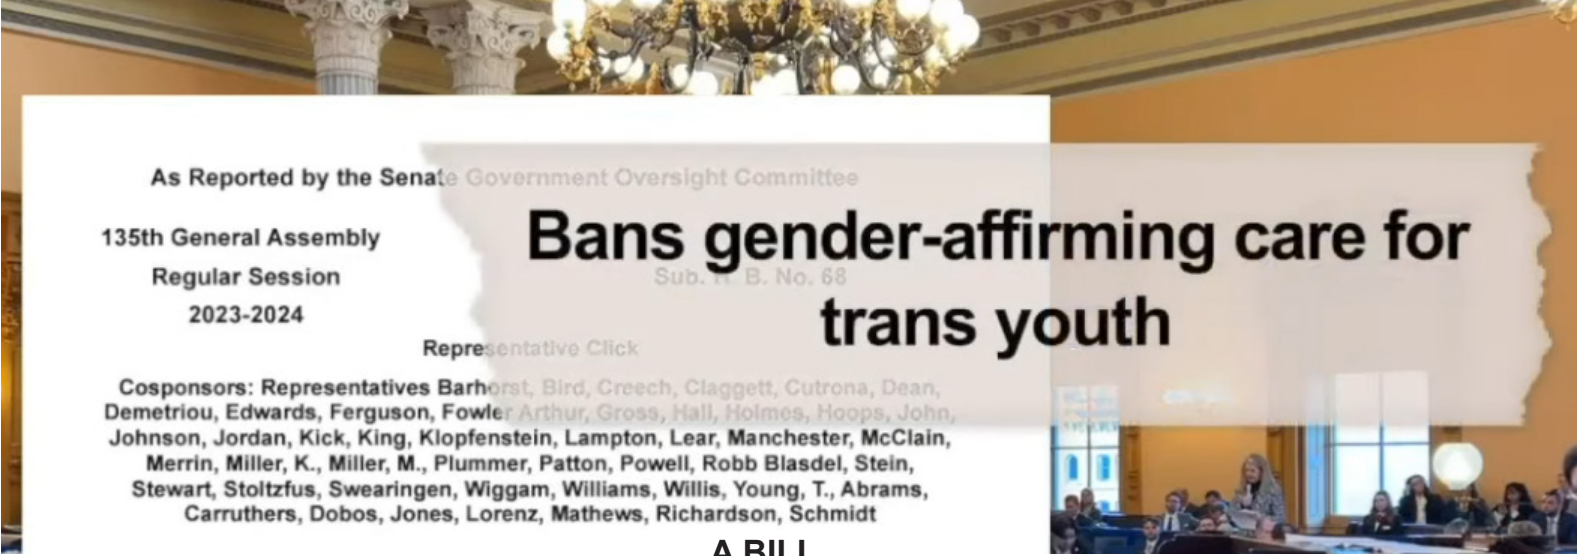 As Reported by the Senate Government Oversight Committee
135th General Assembly
Regular Session
2023-2024
Sub. H. B. No. 68
Bans gender-affirming care for
trans youth
Representative Click
Cosponsors: Representatives Barhorst, Bird, Creech, Claggett, Cutrona, Dean,
Demetriou, Edwards, Ferguson, Fowler Arthur, Gross, Hall, Holmes, Hoops, John,
Johnson, Jordan, Kick, King, Klopfenstein, Lampton, Lear, Manchester, McClain,
Merrin, Miller, K., Miller, M., Plummer, Patton, Powell, Robb Blasdel, Stein,
Stewart, Stoltzfus, Swearingen, Wiggam, Williams, Willis, Young, T., Abrams,
Carruthers, Dobos, Jones, Lorenz, Mathews, Richardson, Schmidt
A BILL